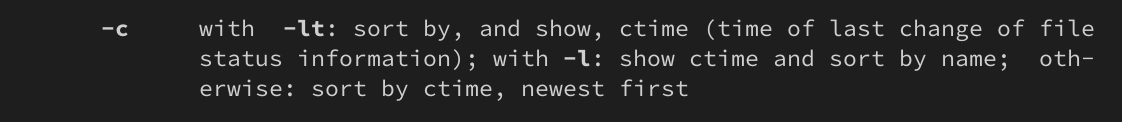 -c with -lt: sort by, and show, ctime (time of last change of file
status information); with -l: show ctime and sort by name; oth-
erwise: sort by ctime, newest first